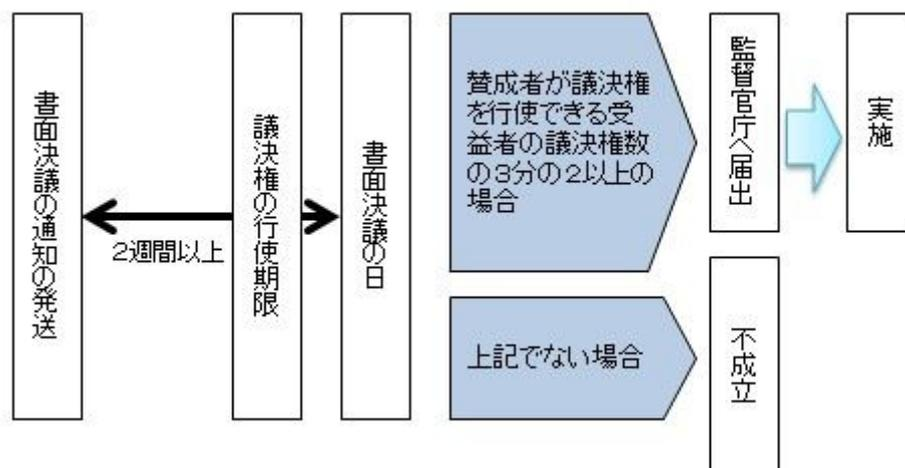 書面決議の通知の発送
2週間以上
議決権の行使期限
書面決議の日
賛成者が議決権
を行使できる受
益者の議決権数
の3分の2以上の
場合
監督官庁へ届出
実施
上記でない場合
不成立